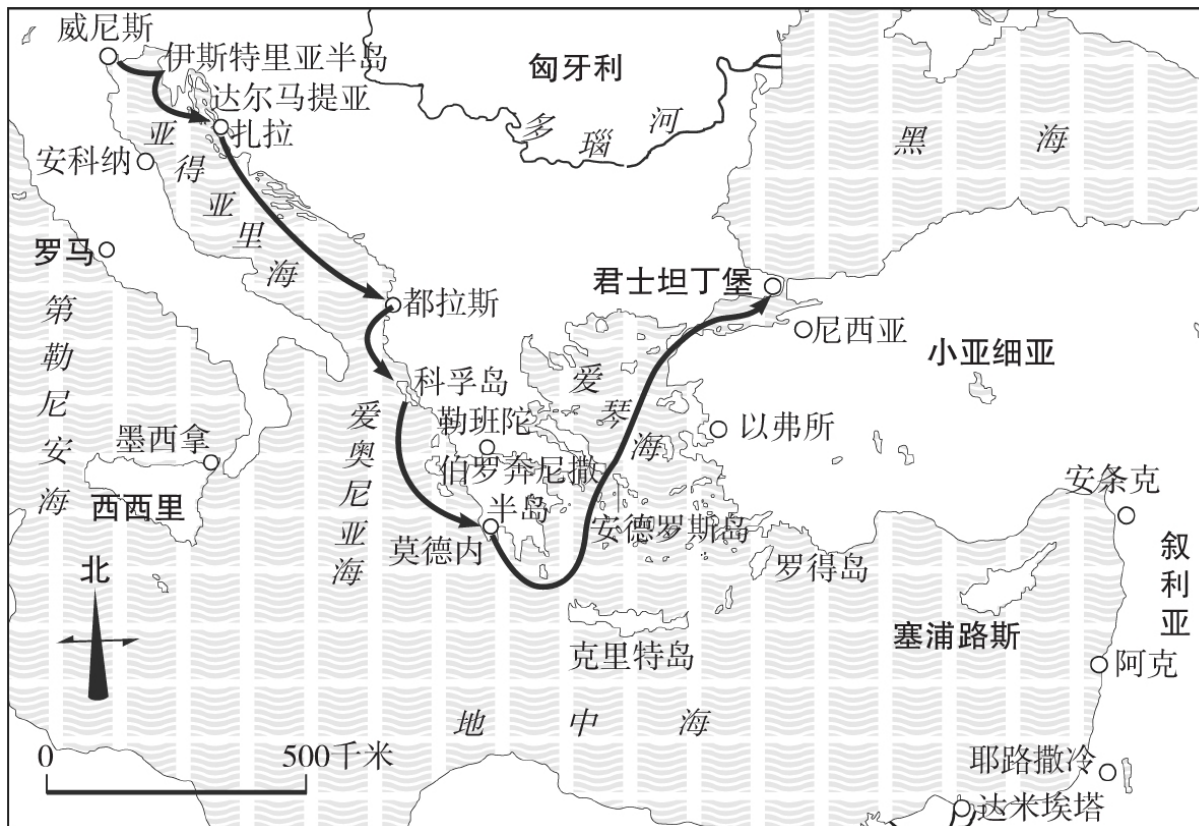 威尼斯
伊斯特里亚半岛
匈牙利
达尔马提亚
扎拉
多瑙河
黑海
安科纳
亚得亚里海
罗马
君士坦丁堡
都拉斯
尼西亚
第勒尼安海
小亚细亚
科孚岛
爱琴海
勒班陀
爱奥尼亚海
以弗所
墨西拿
伯罗奔尼撒
半岛
西西里
安条克
莫德内
安德罗斯岛
叙利亚
罗得岛
北
塞浦路斯
克里特岛
阿克
地中海
0
500千米
耶路撒冷
达米埃塔